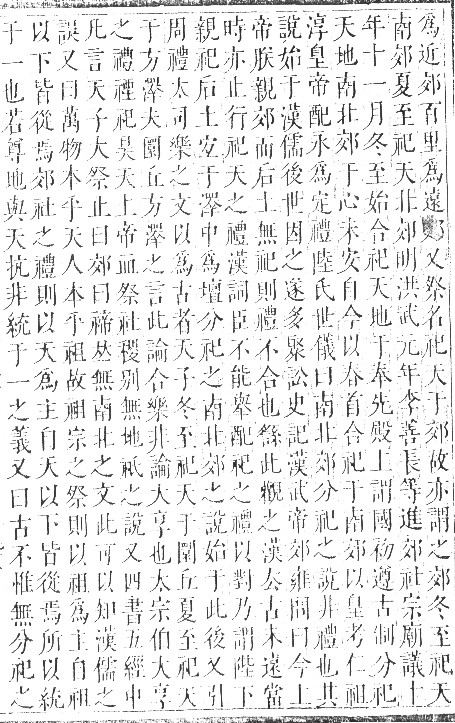 爲近郊百里爲遠郊又祭名祀天于郊故亦謂之郊冬至祀天
南郊夏至祀天北郊明洪武元年李善長等進郊社宗廟議十
年十一月冬至始合祀天地于奉先殿上謂國初遵古制分祀
天地南北郊于心未安自今以春首合祀于南郊以皇考仁祖
淳皇帝配永爲定禮陸氏世儀曰南北郊分祀之說非禮也其
說始于漢儒後世因之遂多聚訟史記漢武帝郊雍問曰今上
帝朕親郊而后土無祀則禮不合也繇此觀之漢去古未遠當
時亦止行祀天之禮漢詞臣不能舉配祀之禮以對乃謂陛下
親祀后土宜于澤中爲壇分祀之南北郊之說始于此後又引
周禮大司樂之文以爲古者天子冬至祀天于圜丘夏至祀天
于方澤夫圜丘方澤之言此論合樂非論大享也大宗伯大享
之禮禋祀昊天上帝血祭社稷别無地祇之說又四書五經中
凡言天子大祭止曰郊曰禘烝無南北之文此可以知漢儒之
誤又曰萬物本乎天人本乎祖故祖宗之祭則以祖爲主自祖
以下皆從焉郊社之禮則以天爲主自天以下皆從焉所以統
于一也若尊地與天抗非統于一之義又曰古不惟無分祀之